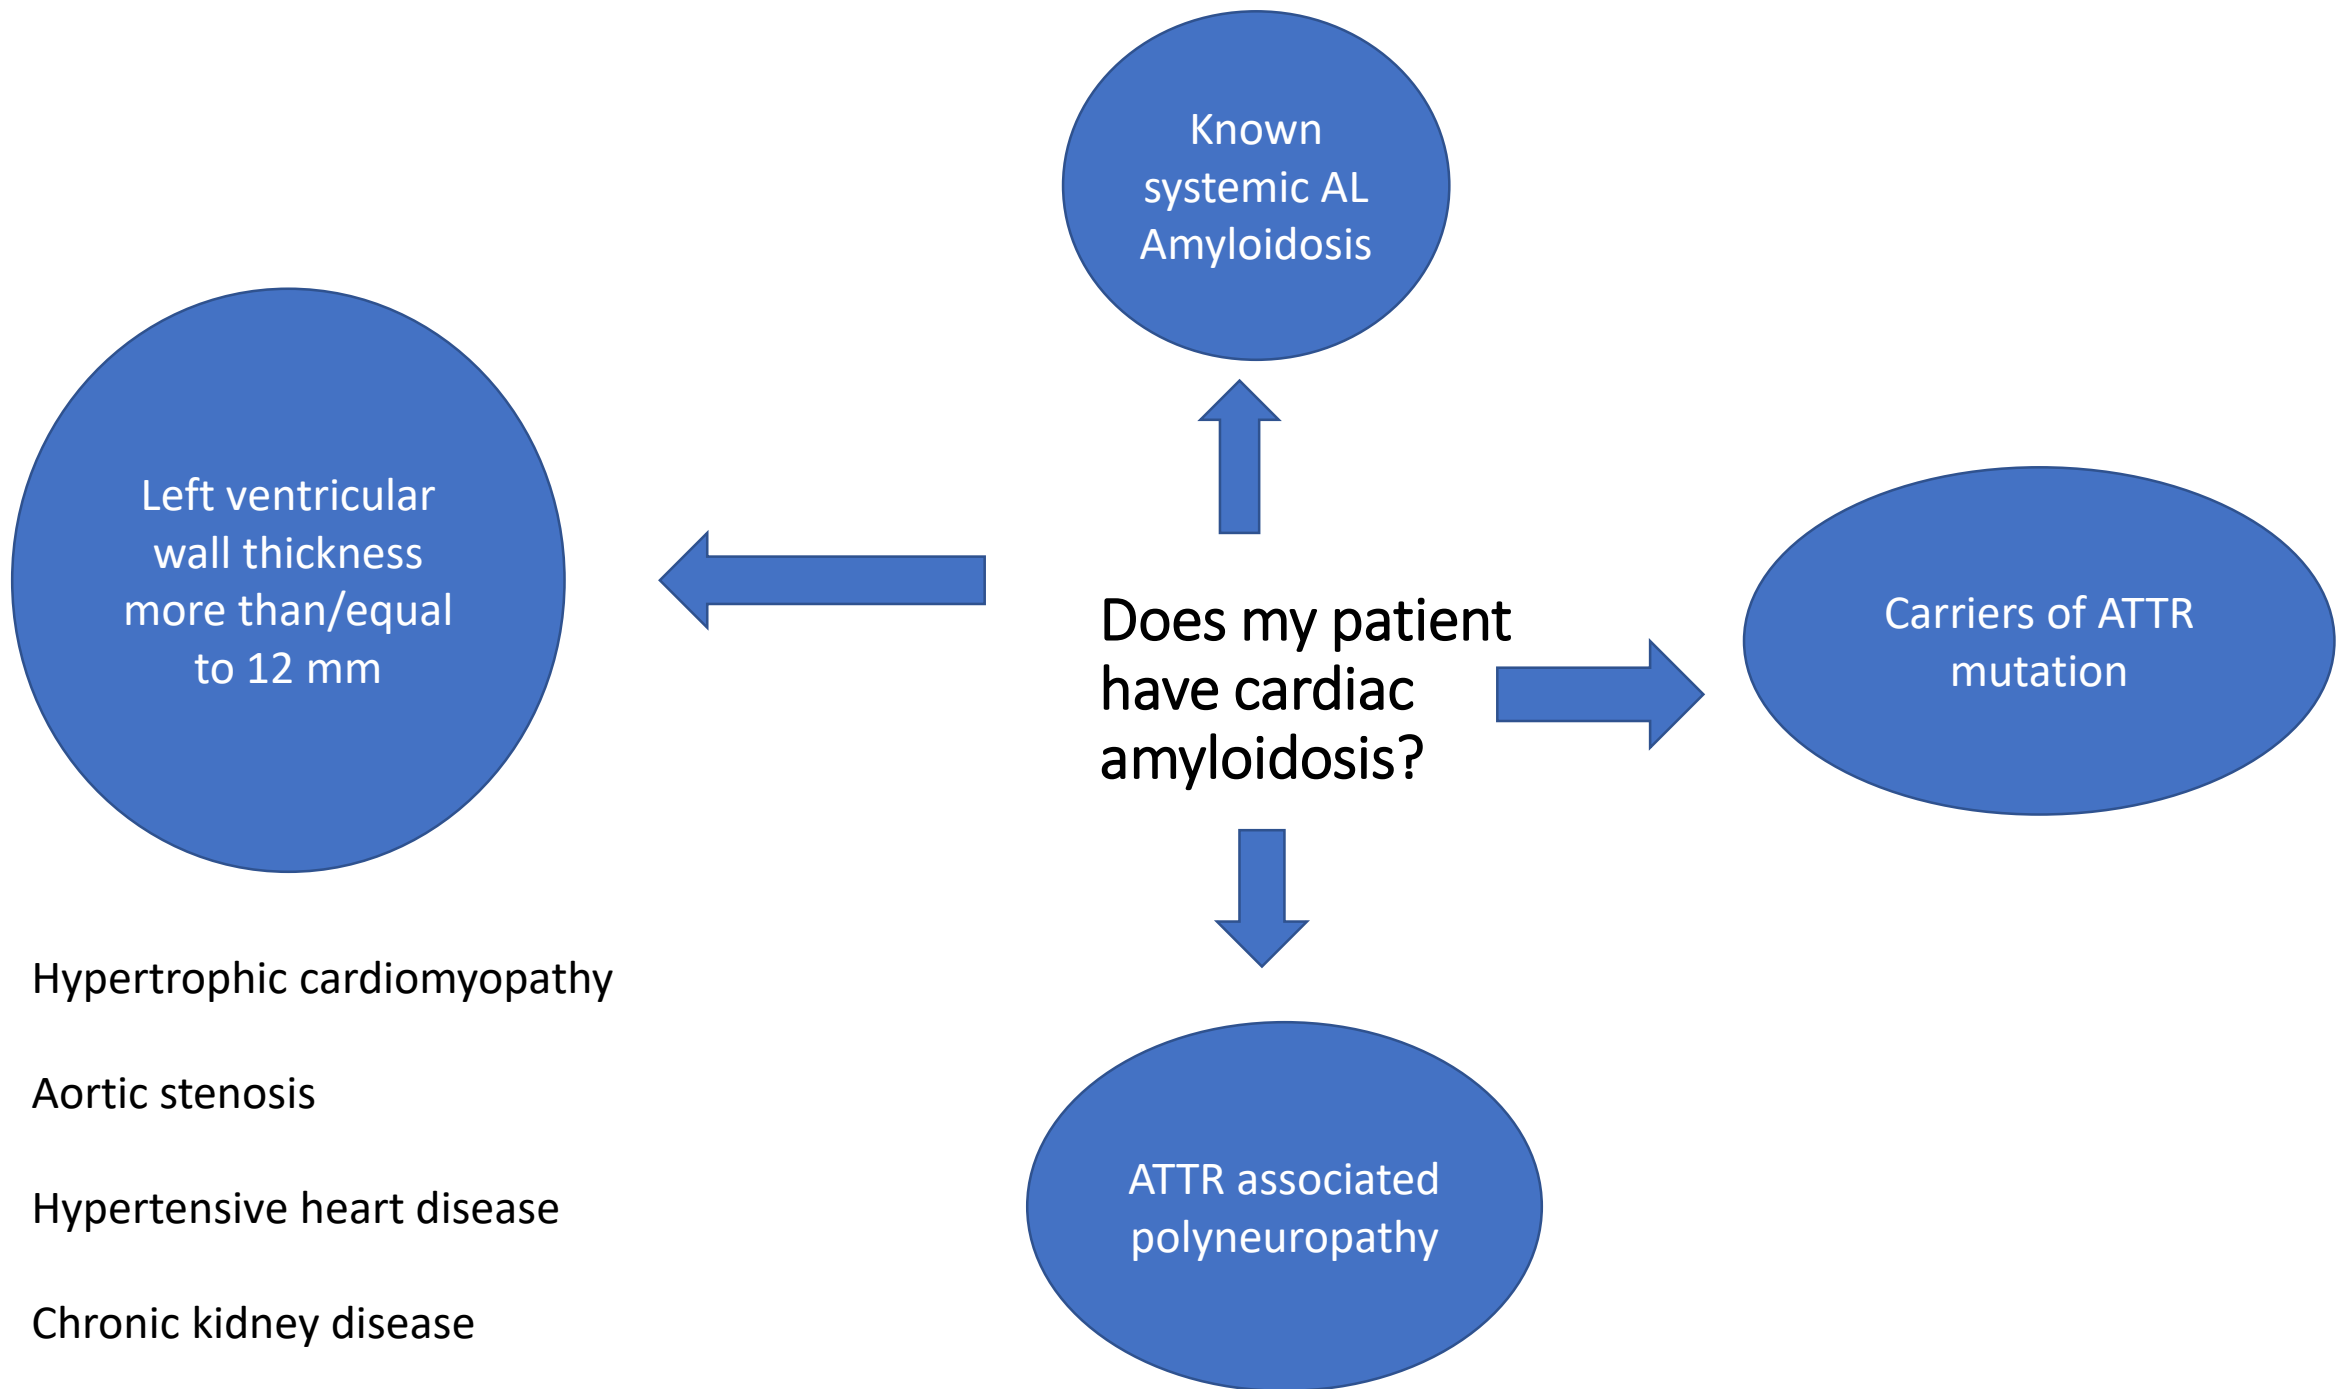 Known
systemic AL
Amyloidosis
Left ventricular
wall thickness
more than/equal
to 12 mm
Does my patient
have cardiac
amyloidosis?
Carriers of ATTR
mutation
Hypertrophic cardiomyopathy
Aortic stenosis
Hypertensive heart disease
Chronic kidney disease
ATTR associated
polyneuropathy